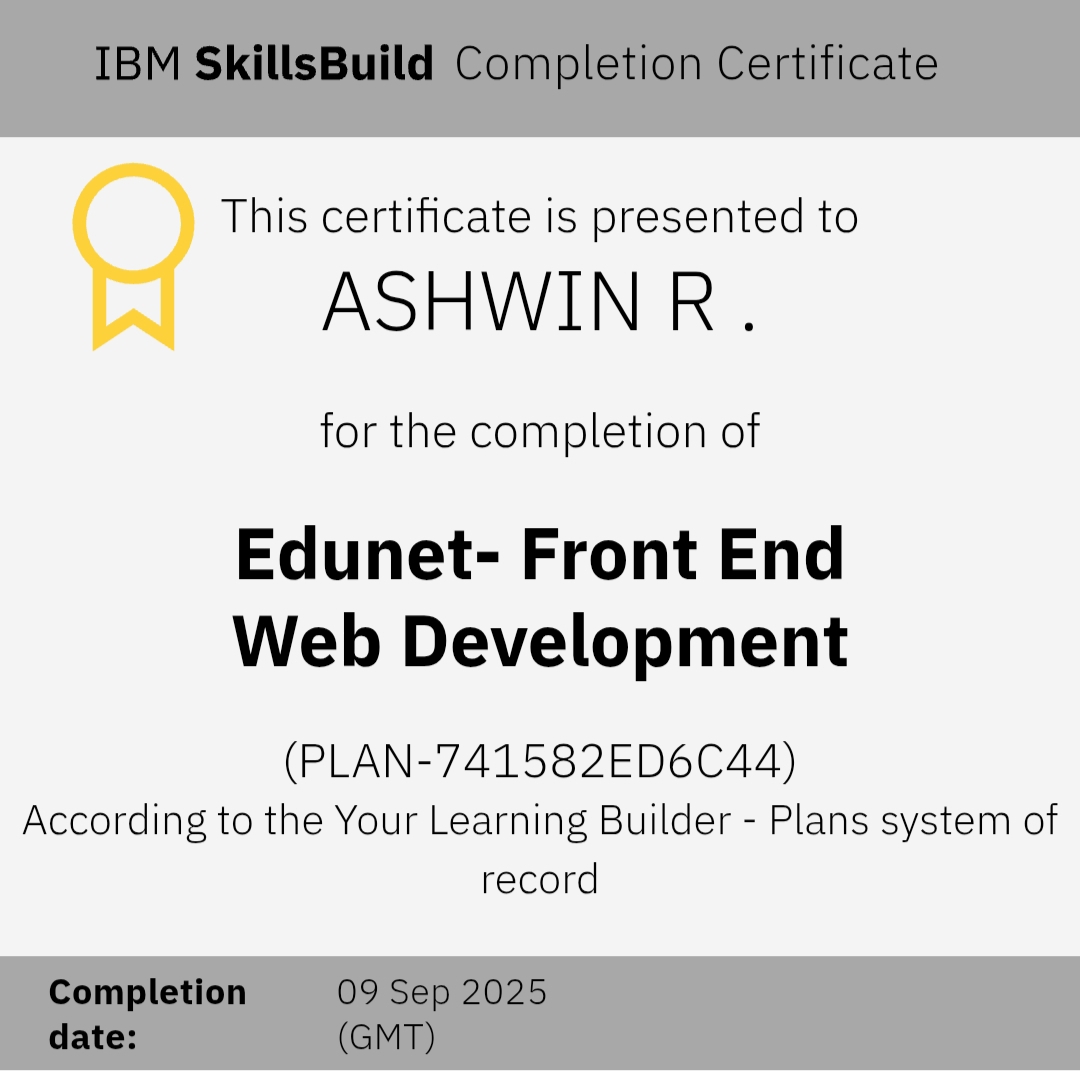 IBM SkillsBuild Completion Certificate
This certificate is presented to
ASHWIN R .
for the completion of
Edunet- Front End
Web Development
(PLAN-741582ED6C44)
According to the Your Learning Builder - Plans system of
record
Completion
date:
09 Sep 2025
(GMT)